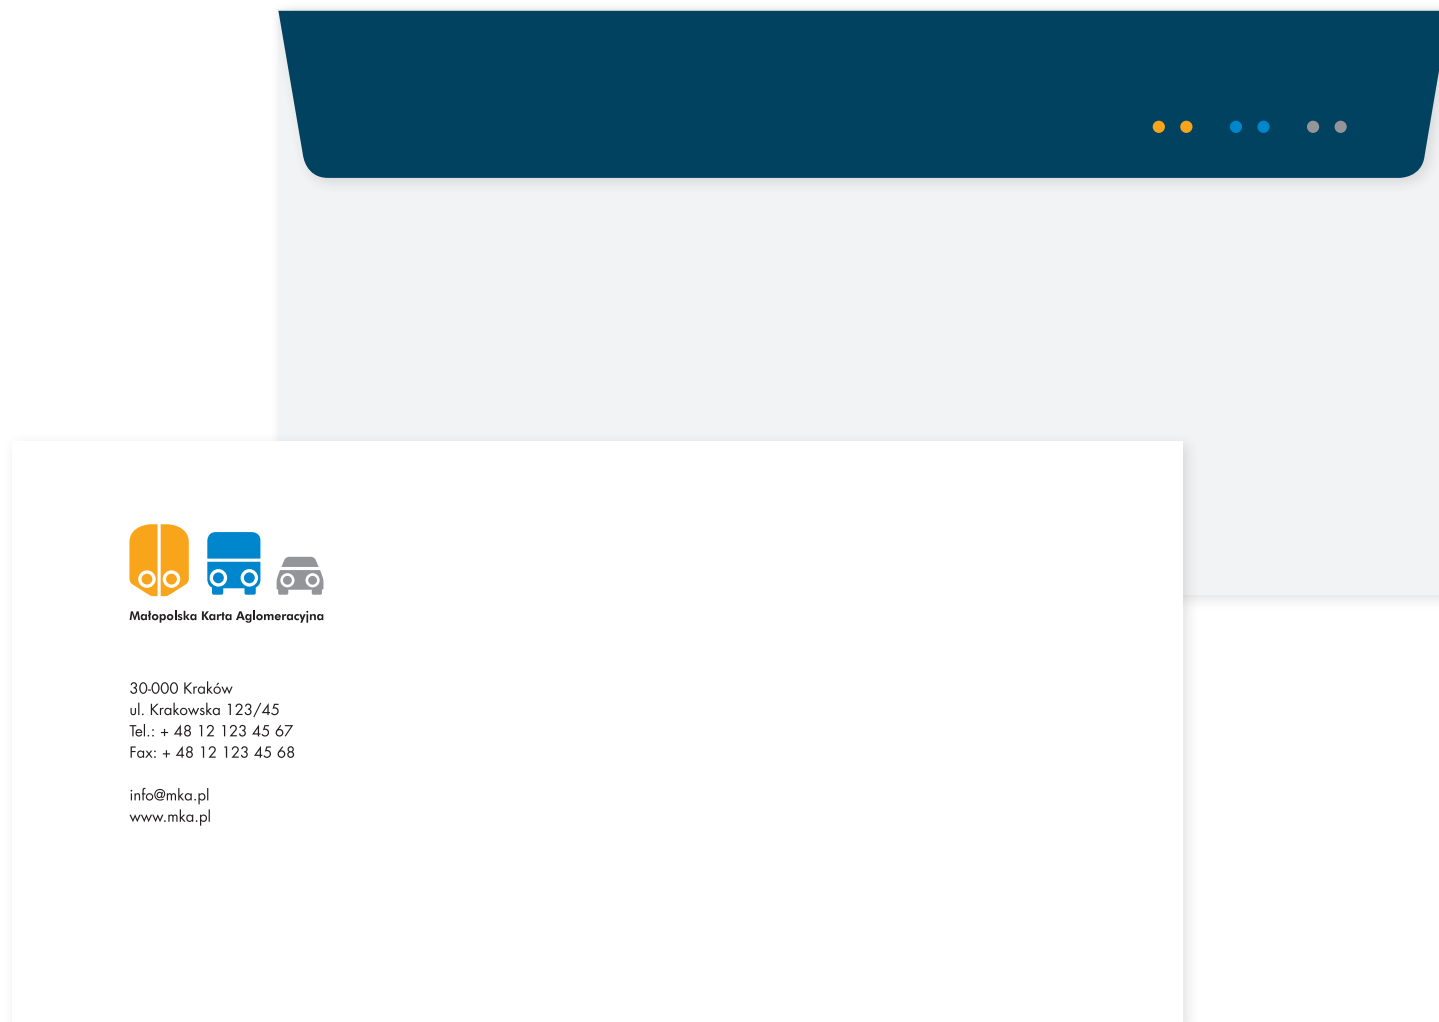 Małopolska Karta Aglomeracyjna
30-000 Kraków
ul. Krakowska 123/45
Tel.: + 48 12 123 45 67
Fax: + 48 12 123 45 68
info@mka.pl
www.mka.pl